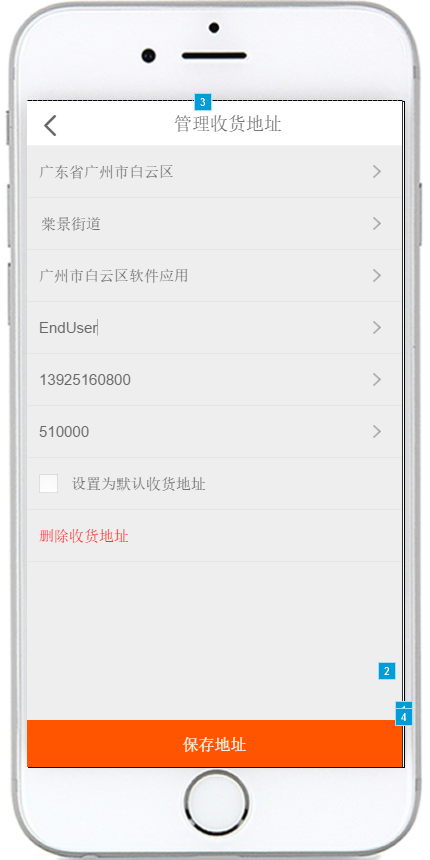 3
管理收货地址
广东省广州市白云区
棠景街道
广州市白云区软件应用
EndUser
13925160800
510000
设置为默认收货地址
删除收货地址
2
4
保存地址